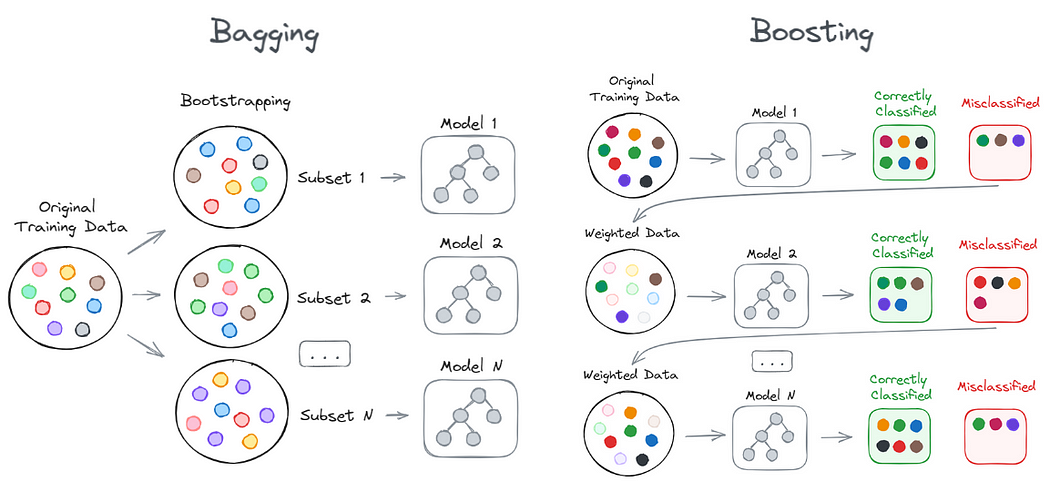 Bagging
Bootstrapping
Original
Training Data
Subset 1
Model 1
Subset 2
Model 2
...
Subset N
Model N
Boosting
Original
Training Data
Model 1
Correctly
Classified
Misclassified
Weighted Data
Model 2
Correctly
Classified
Misclassified
...
Weighted Data
Model N
Correctly
Classified
Misclassified